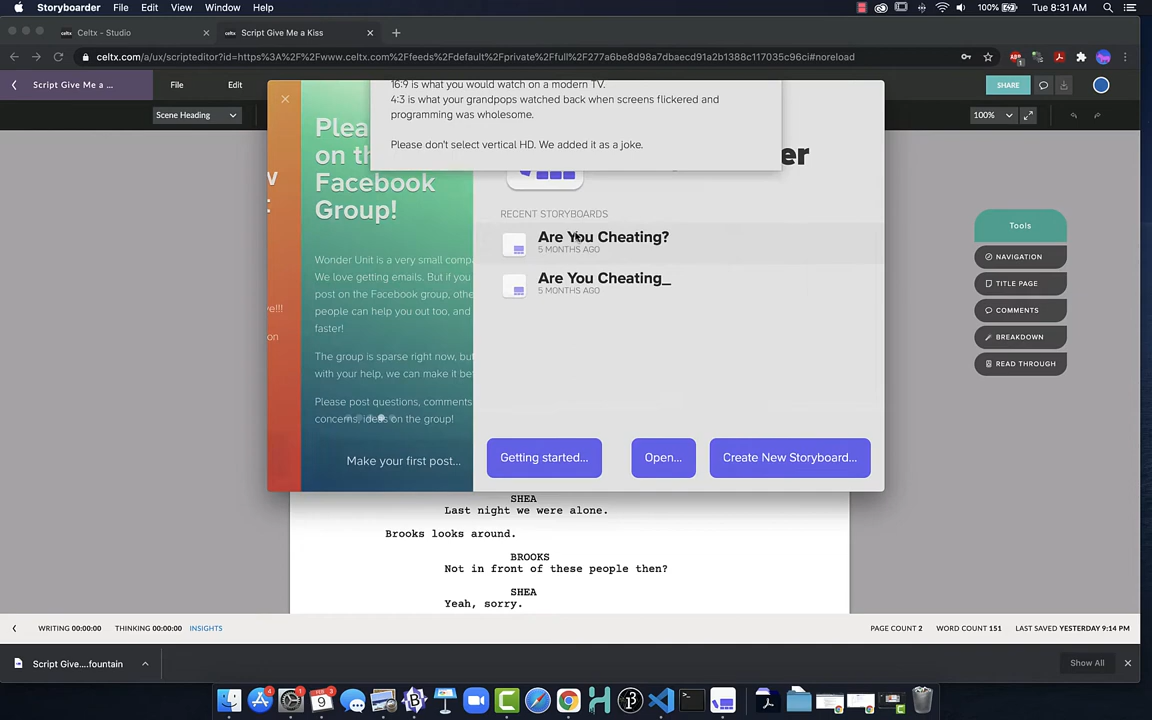 Storyboarder File Edit View Window Help
100% Tue 8:31 AM
Celtx - Studio
Script Give Me a Kiss
celtx.com/a/ux/scripteditor?id=https%3A%2F%2Fwww.celtx.com%2Ffeeds%2Fdefault%2Fprivate%2Ffull%2F277a6be8d98a7dad5deeecd91a2b1388c117035c96#noreload
Script Give Me a ...
File Edit
SHARE
Scene Heading
100%
16:9 is what you would watch on a modern TV.
4:3 is what your grandpops watched back when screens flickered and
programming was wholesome.
Please don't select vertical HD. We added it as a joke.
er
Plea
on th
Facebook
Group!
Wonder Unit is a very small compa
We love getting emails. But if you
post on the Facebook group, othe
people can help you out too, and
faster!
The group is sparse right now, but
with your help, we can make it bet
Please post questions, comments
concerns, ideas on the group!
Make your first post...
ve!!!
on
RECENT STORYBOARDS
Are You Cheating?
5 MONTHS AGO
Are You Cheating_
5 MONTHS AGO
Getting started...
Open...
Create New Storyboard...
Tools
NAVIGATION
TITLE PAGE
COMMENTS
BREAKDOWN
READ THROUGH
SHEA
Last night we were alone.
Brooks looks around.
BROOKS
Not in front of these people then?
SHEA
Yeah, sorry.
WRITING 00:00:00 THINKING 00:00:00 INSIGHTS
PAGE COUNT 2 WORD COUNT 151 LAST SAVED YESTERDAY 9:14 PM
Script Give....fountain
Show All